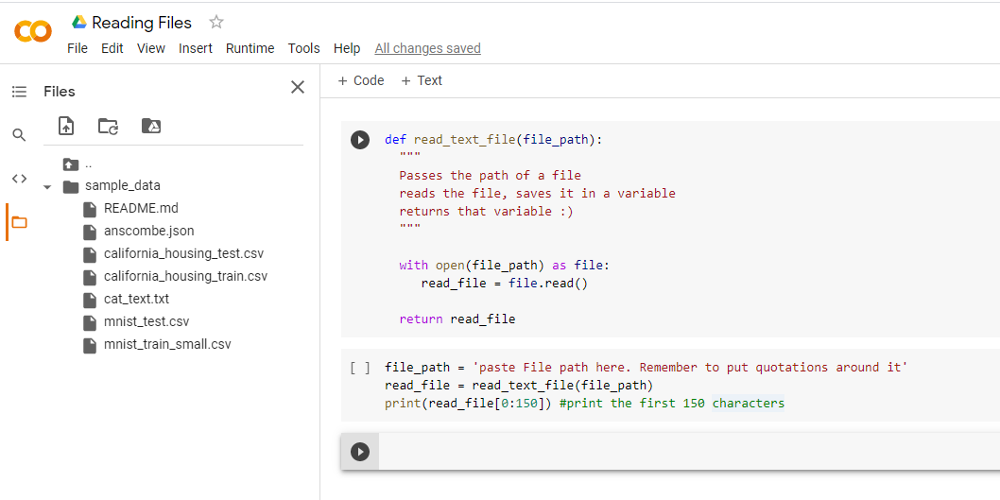 Reading Files
File Edit View Insert Runtime Tools Help All changes saved
Files
+ Code + Text
..
sample_data
README.md
anscombe.json
california_housing_test.csv
california_housing_train.csv
cat_text.txt
mnist_test.csv
mnist_train_small.csv
def read_text_file(file_path):
"""
Passes the path of a file
reads the file, saves it in a variable
returns that variable :)
"""
with open(file_path) as file:
read_file = file.read()
return read_file
[ ] file_path = 'paste File path here. Remember to put quotations around it'
read_file = read_text_file(file_path)
print(read_file[0:150]) #print the first 150 characters